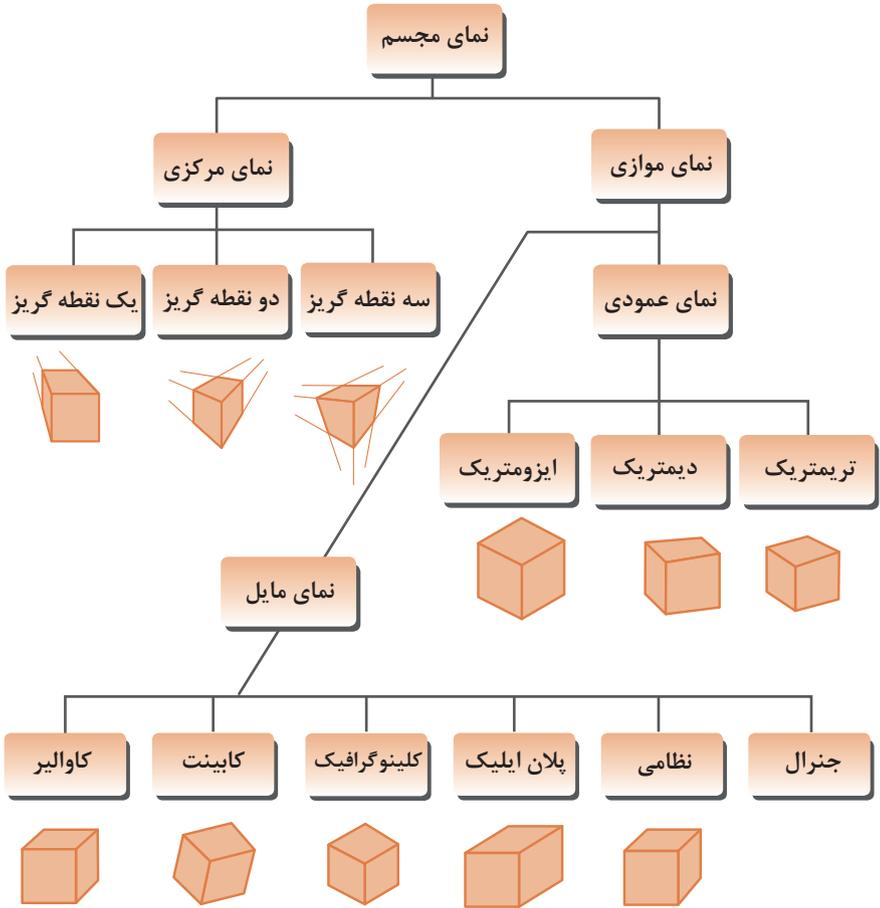 نمای مجسم
نمای موازی
نمای مرکزی
نمای عمودی
سه نقطه گریز
دو نقطه گریز
یک نقطه گریز
تریمتریک
دیمتریک
ایزومتریک
نمای مایل
جنرال
نظامی
پلان ایلیک
کلینوگرافیک
کابینت
کاوالیر